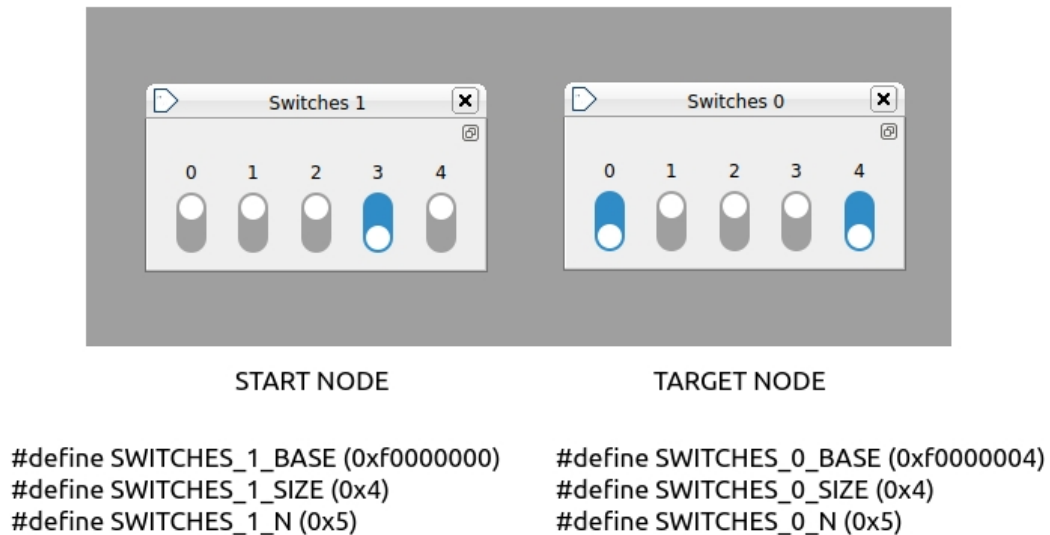 Switches 1
0 1 2 3 4
Switches 0
0 1 2 3 4
START NODE
TARGET NODE
#define SWITCHES_1_BASE (0xf0000000)
#define SWITCHES_1_SIZE (0x4)
#define SWITCHES_1_N (0x5)
#define SWITCHES_0_BASE (0xf0000004)
#define SWITCHES_0_SIZE (0x4)
#define SWITCHES_0_N (0x5)